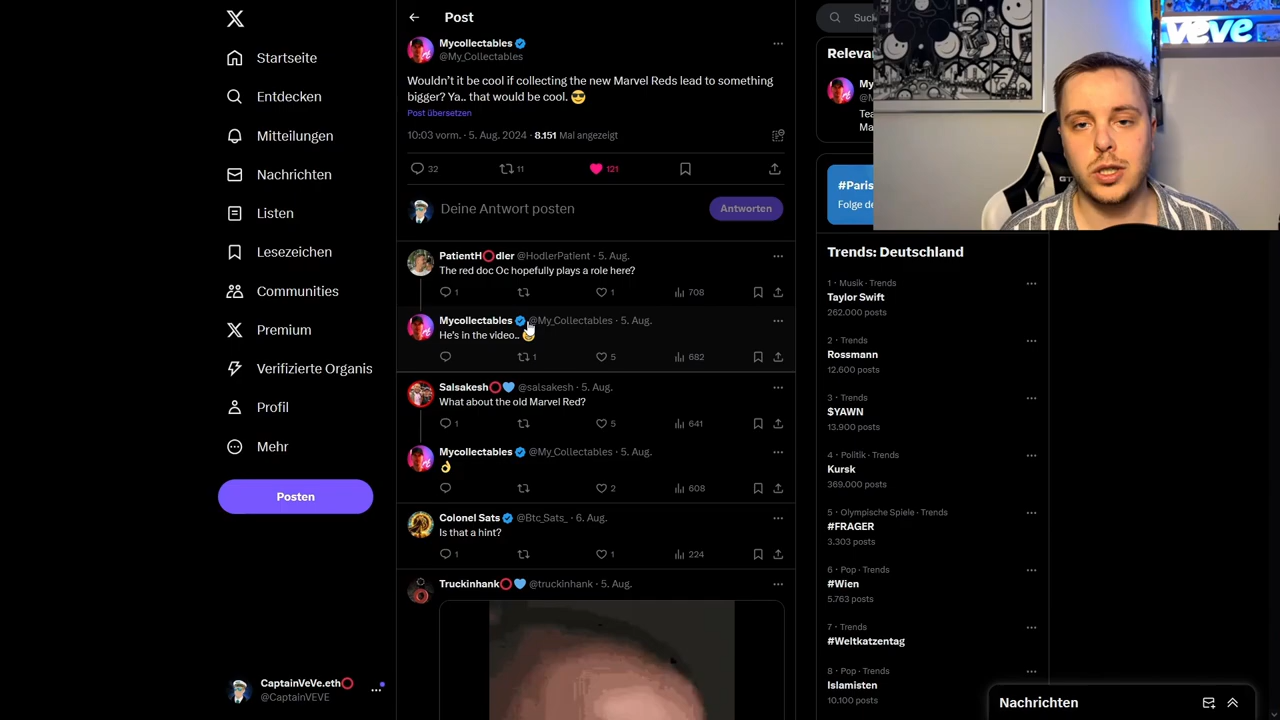 Startseite
Entdecken
Mitteilungen
Nachrichten
Listen
Lesezeichen
Communities
Premium
Verifizierte Organis
Profil
Mehr
Posten
CaptainVeVe.eth⭕
@CaptainVEVE
Post
Mycollectables
@My_Collectables
Wouldn't it be cool if collecting the new Marvel Reds lead to something
bigger? Ya.. that would be cool. 😎
Post übersetzen
10:03 vorm. · 5. Aug. 2024 · 8.151 Mal angezeigt
32 11 121
Deine Antwort posten
Antworten
PatientH⭕dler @HodlerPatient · 5. Aug.
The red doc Oc hopefully plays a role here?
1 1 708
Mycollectables @My_Collectables · 5. Aug.
He's in the video..
1 5 682
Salsakesh⭕🩵 @salsakesh · 5. Aug.
What about the old Marvel Red?
1 5 641
Mycollectables @My_Collectables · 5. Aug.
👌
2 608
Colonel Sats @Btc_Sats_ · 6. Aug.
Is that a hint?
1 1 224
Truckinhank⭕🩵 @truckinhank · 5. Aug.
Such
Releva
My
@M
Tea
Ma
#Paris
Folge de
veve
GT
Trends: Deutschland
1 · Musik · Trends
Taylor Swift
262.000 posts
2 · Trends
Rossmann
12.600 posts
3 · Trends
$YAWN
13.900 posts
4 · Politik · Trends
Kursk
369.000 posts
5 · Olympische Spiele · Trends
#FRAGER
3.303 posts
6 · Pop · Trends
#Wien
5.763 posts
7 · Trends
#Weltkatzentag
8 · Pop · Trends
Islamisten
10.100 posts
Nachrichten